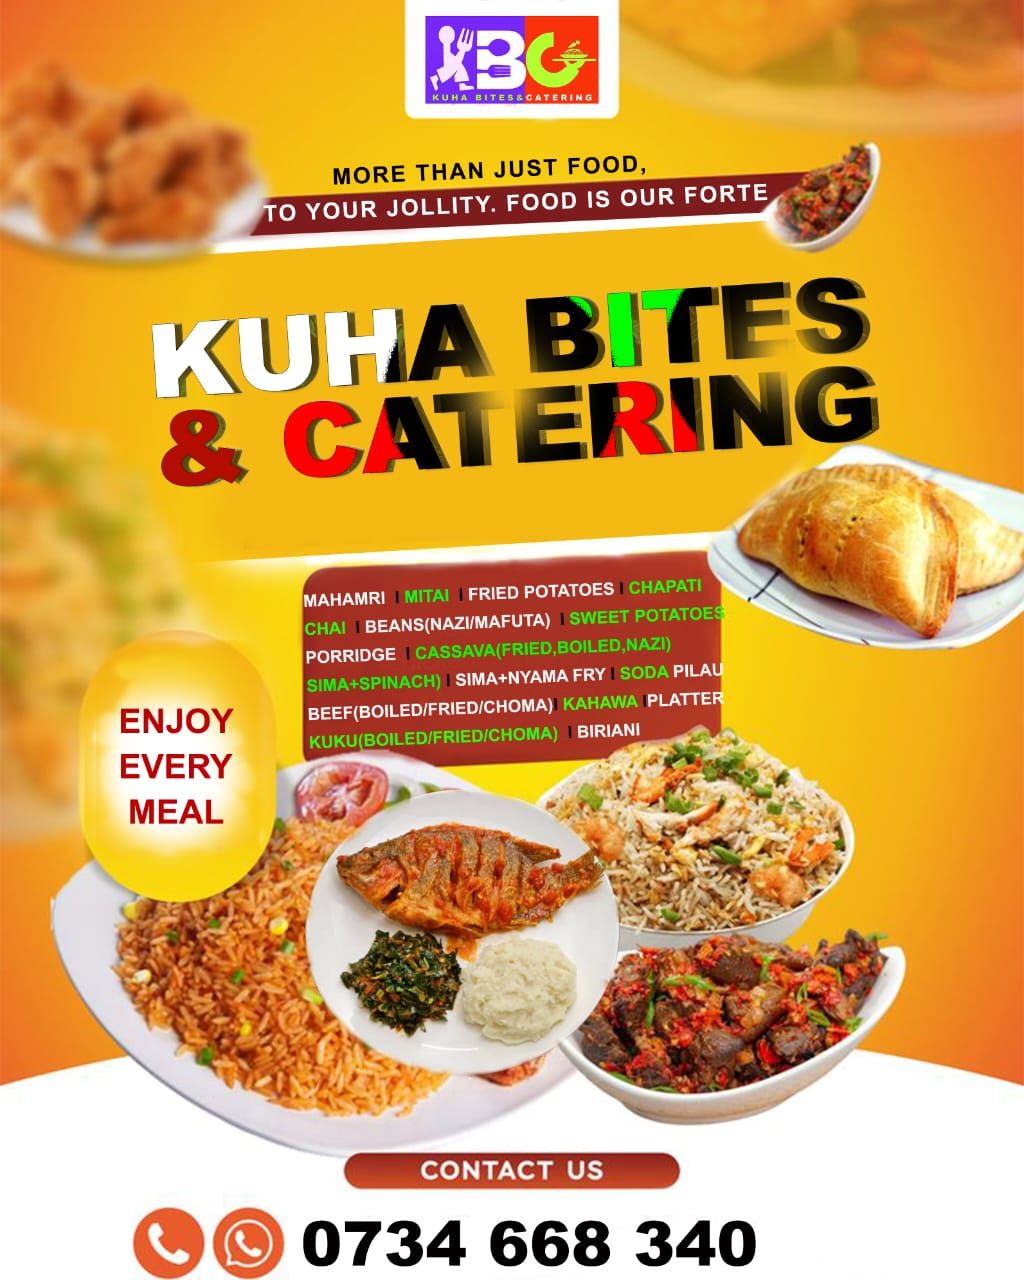 KBC
KUHA BITES&CATERING
MORE THAN JUST FOOD,
TO YOUR JOLLITY. FOOD IS OUR FORTE
KUHA BITES
& CATERING
MAHAMRI I MITAI I FRIED POTATOES I CHAPATI
CHAI I BEANS(NAZI/MAFUTA) I SWEET POTATOES
PORRIDGE I CASSAVA(FRIED,BOILED,NAZI)
SIMA+SPINACH) I SIMA+NYAMA FRY I SODA PILAU
BEEF(BOILED/FRIED/CHOMA)I KAHAWA IPLATTER
KUKU(BOILED/FRIED/CHOMA) I BIRIANI
ENJOY
EVERY
MEAL
CONTACT US
0734 668 340